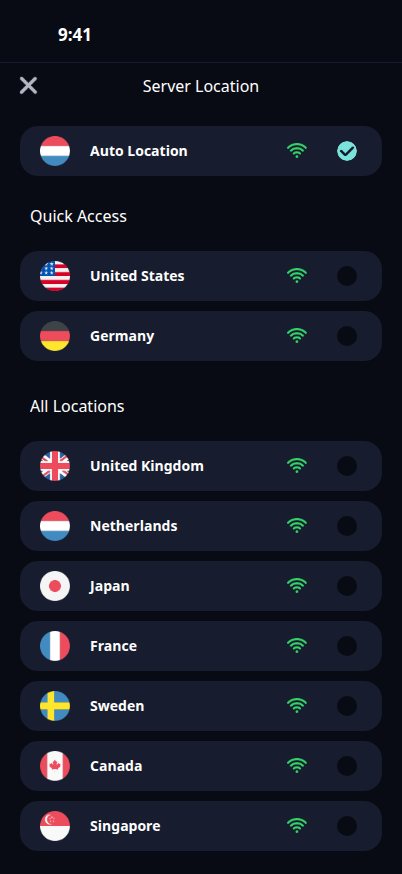 9:41
Server Location
Auto Location
Quick Access
United States
Germany
All Locations
United Kingdom
Netherlands
Japan
France
Sweden
Canada
Singapore